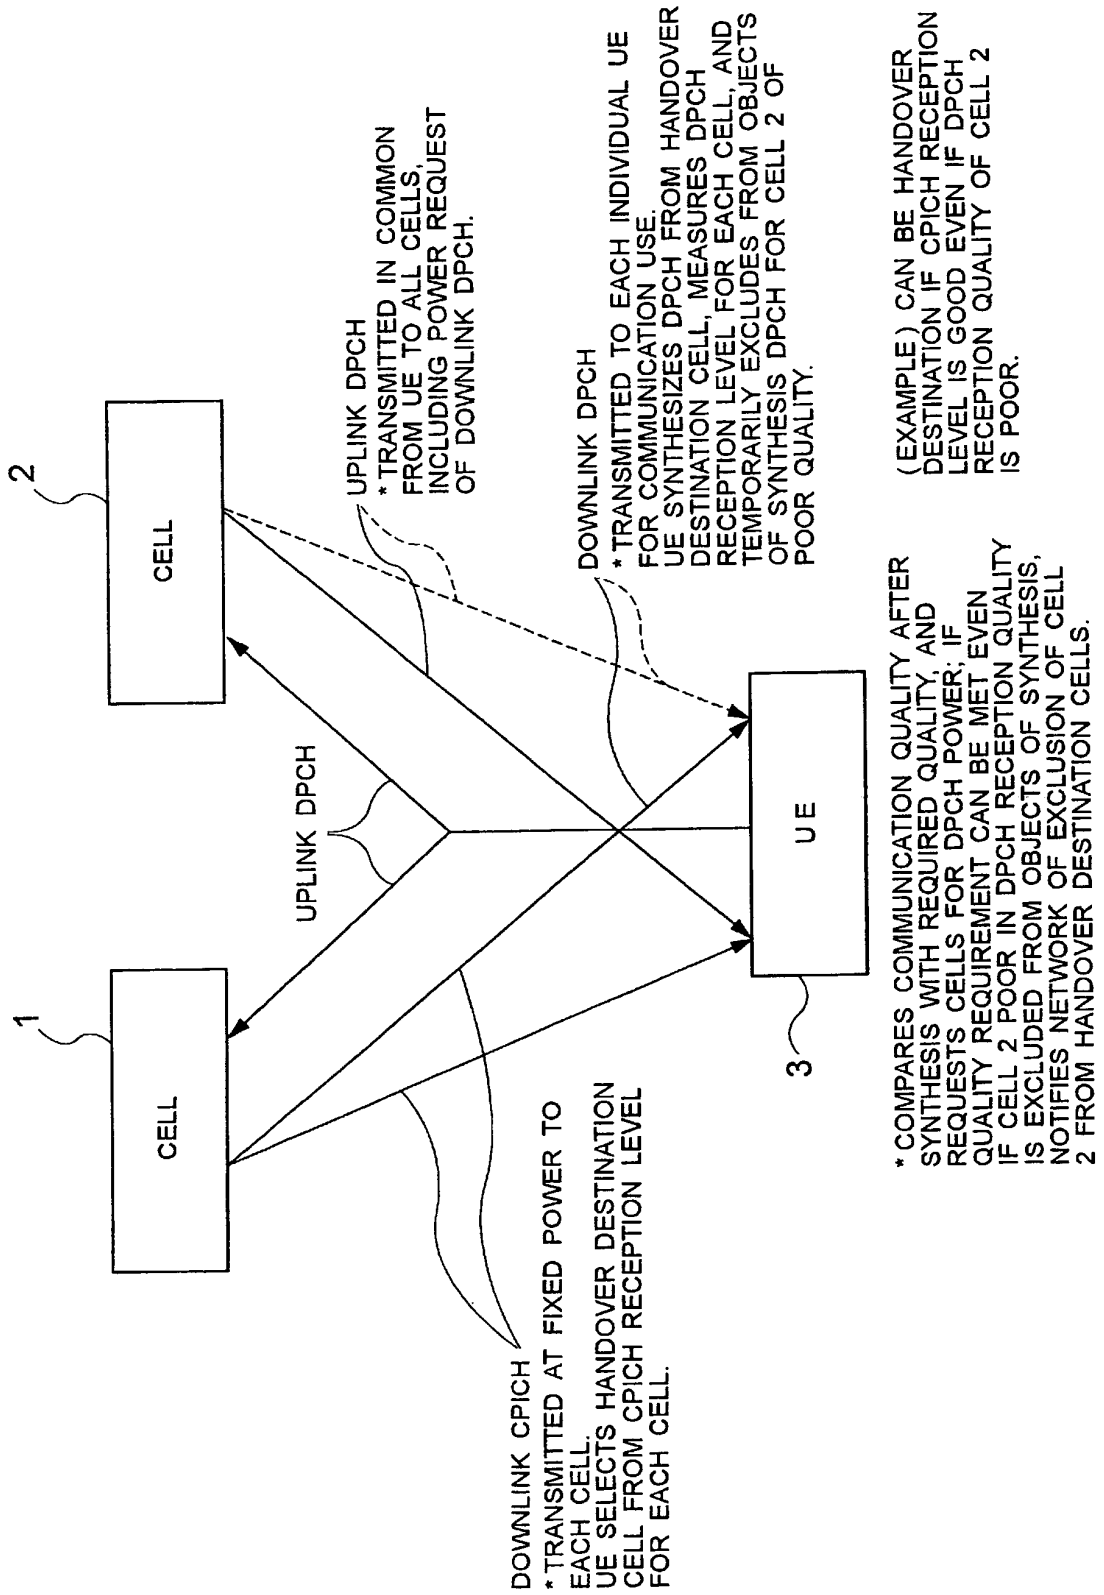 1
CELL
2
CELL
UPLINK DPCH
UPLINK DPCH
* TRANSMITTED IN COMMON
FROM UE TO ALL CELLS,
INCLUDING POWER REQUEST
OF DOWNLINK DPCH.
DOWNLINK CPICH
* TRANSMITTED AT FIXED POWER TO
EACH CELL.
UE SELECTS HANDOVER DESTINATION
CELL FROM CPICH RECEPTION LEVEL
FOR EACH CELL.
DOWNLINK DPCH
* TRANSMITTED TO EACH INDIVIDUAL UE
FOR COMMUNICATION USE.
UE SYNTHESIZES DPCH FROM HANDOVER
DESTINATION CELL, MEASURES DPCH
RECEPTION LEVEL FOR EACH CELL, AND
TEMPORARILY EXCLUDES FROM OBJECTS
OF SYNTHESIS DPCH FOR CELL 2 OF
POOR QUALITY.
3
UE
* COMPARES COMMUNICATION QUALITY AFTER
SYNTHESIS WITH REQUIRED QUALITY, AND
REQUESTS CELLS FOR DPCH POWER; IF
QUALITY REQUIREMENT CAN BE MET EVEN
IF CELL 2 POOR IN DPCH RECEPTION QUALITY
IS EXCLUDED FROM OBJECTS OF SYNTHESIS,
NOTIFIES NETWORK OF EXCLUSION OF CELL
2 FROM HANDOVER DESTINATION CELLS.
(EXAMPLE) CAN BE HANDOVER
DESTINATION IF CPICH RECEPTION
LEVEL IS GOOD EVEN IF DPCH
RECEPTION QUALITY OF CELL 2
IS POOR.